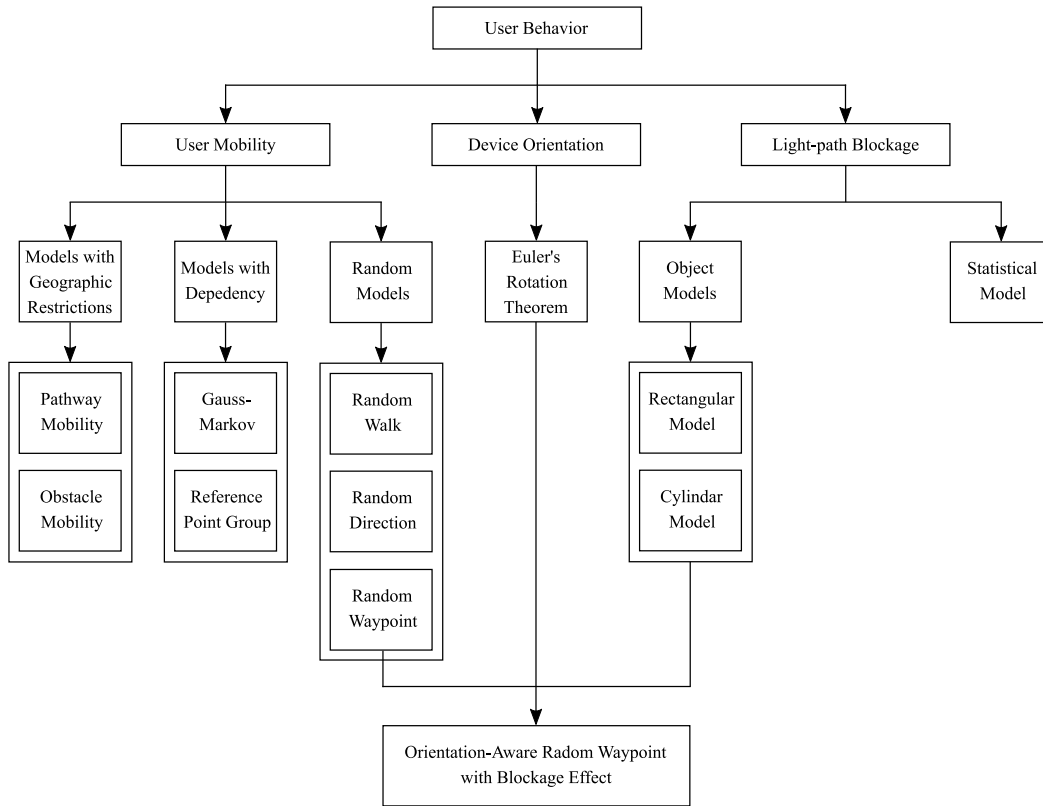 User Behavior
User Mobility
Device Orientation
Light-path Blockage
Models with
Geographic
Restrictions
Models with
Depedency
Random
Models
Euler's
Rotation
Theorem
Object
Models
Statistical
Model
Pathway
Mobility
Obstacle
Mobility
Gauss-
Markov
Reference
Point Group
Random
Walk
Random
Direction
Random
Waypoint
Rectangular
Model
Cylindar
Model
Orientation-Aware Radom Waypoint
with Blockage Effect